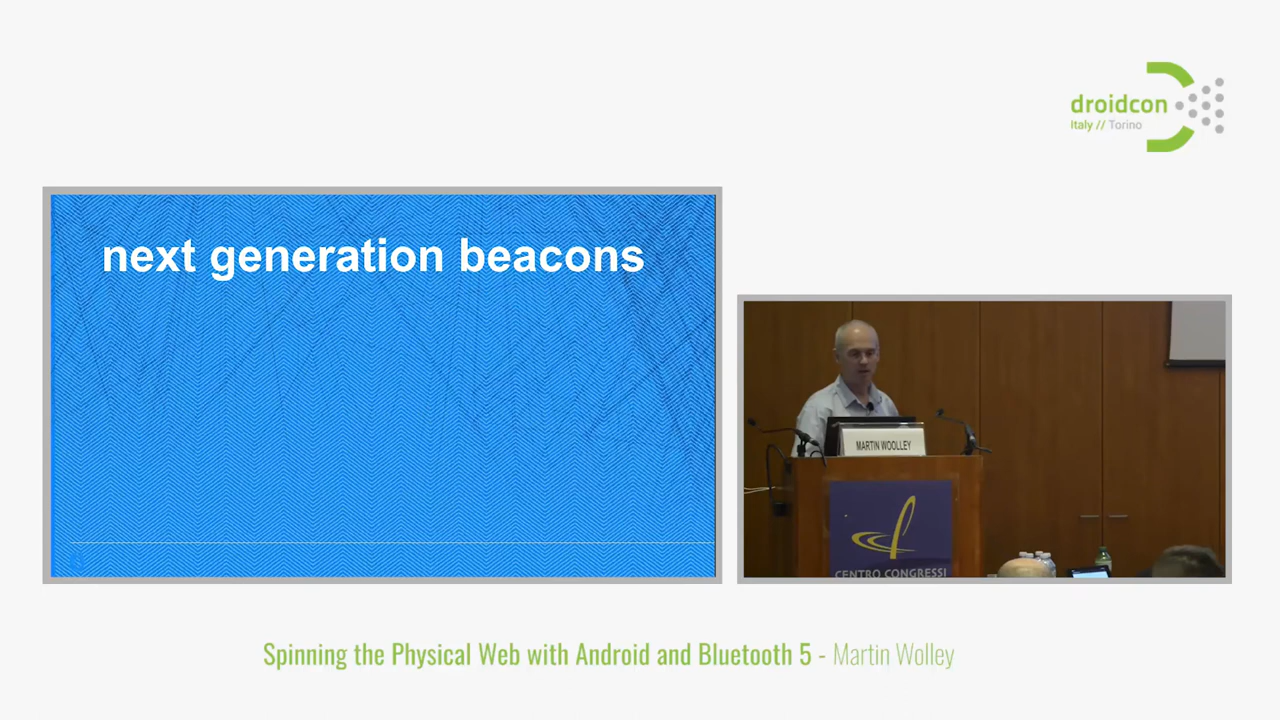 droidcon
Italy // Torino
next generation beacons
MARTIN WOOLLEY
CENTRO CONGRESSI
Spinning the Physical Web with Android and Bluetooth 5 - Martin Wolley